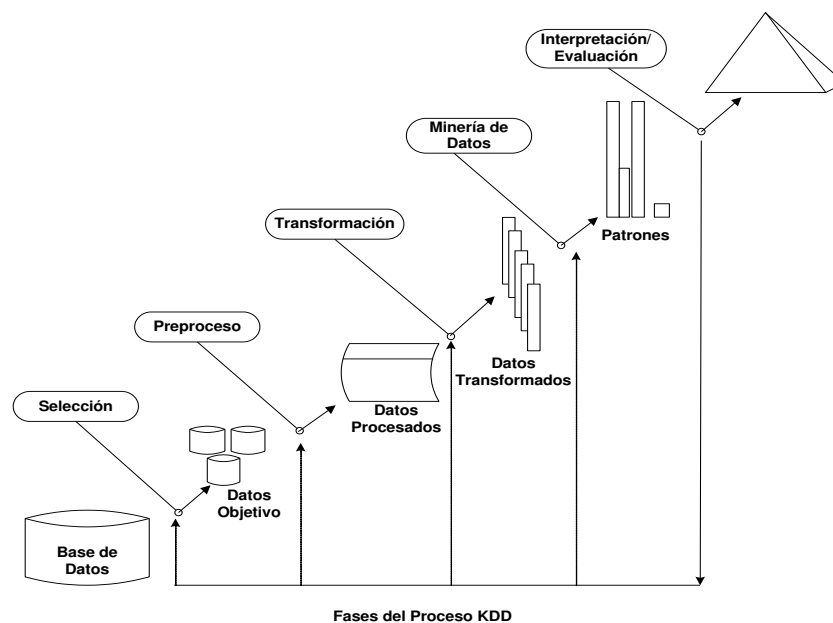 Interpretación/
Evaluación
Minería de
Datos
Patrones
Transformación
Datos
Transformados
Preproceso
Datos
Procesados
Selección
Datos
Objetivo
Base de
Datos
Fases del Proceso KDD